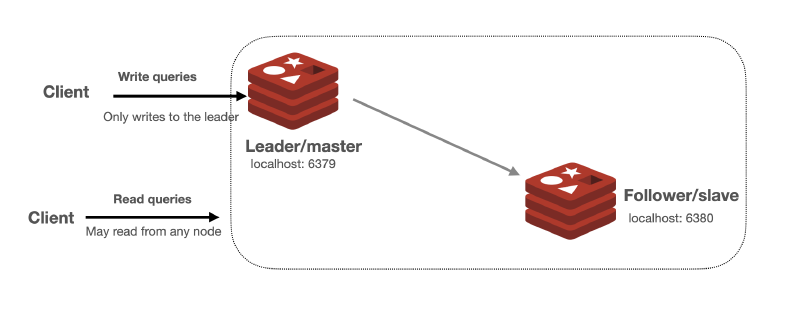 Write queries
Client
Only writes to the leader
Leader/master
localhost: 6379
Read queries
Client
May read from any node
Follower/slave
localhost: 6380